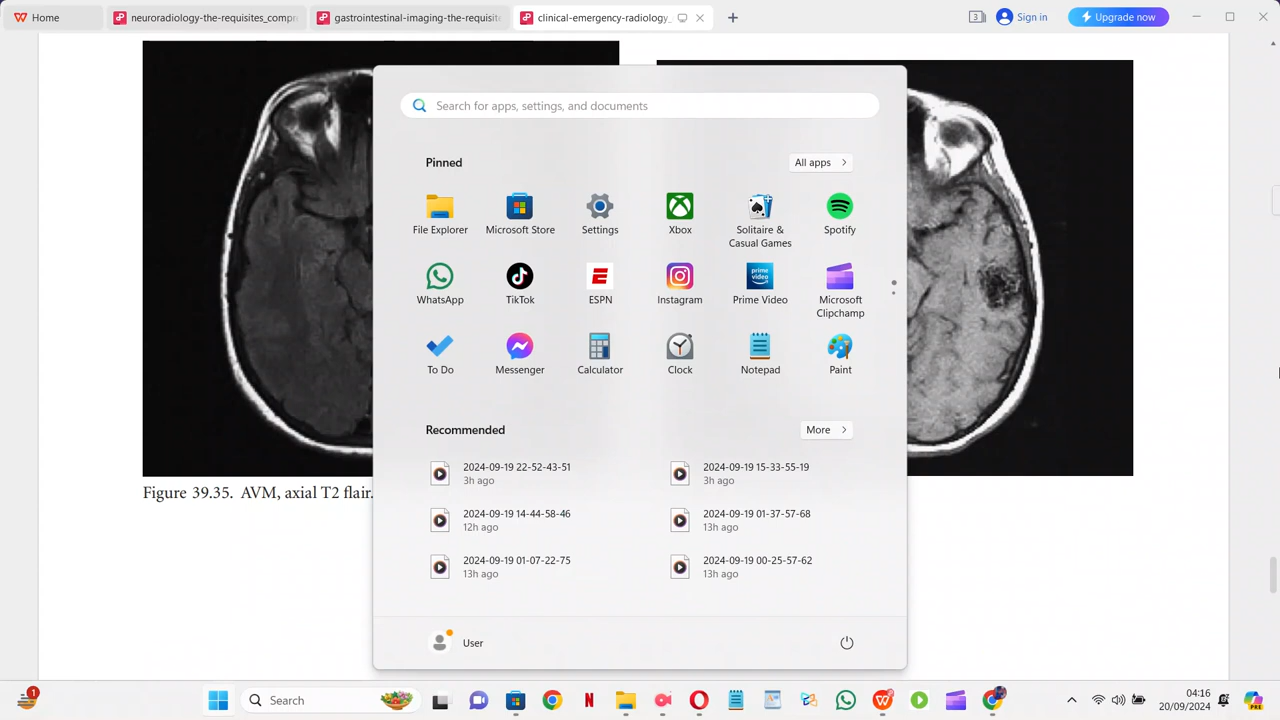 Home
neuroradiology-the-requisites_compr
gastrointestinal-imaging-the-requisite
clinical-emergency-radiology_
3
Sign in
Upgrade now
Search for apps, settings, and documents
Pinned
All apps
File Explorer
Microsoft Store
Settings
Xbox
Solitaire &
Casual Games
Spotify
WhatsApp
TikTok
ESPN
Instagram
prime
video
Prime Video
Microsoft
Clipchamp
To Do
Messenger
Calculator
Clock
Notepad
Paint
Recommended
More
2024-09-19 22-52-43-51
3h ago
2024-09-19 15-33-55-19
3h ago
2024-09-19 14-44-58-46
12h ago
2024-09-19 01-37-57-68
13h ago
2024-09-19 01-07-22-75
13h ago
2024-09-19 00-25-57-62
13h ago
Figure 39.35. AVM, axial T2 flair.
User
1
Search
04:16
20/09/2024
PRE